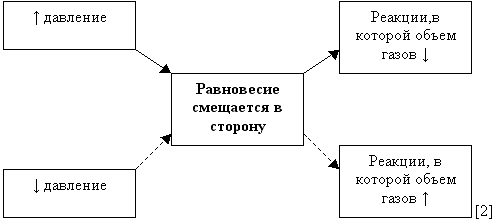 ↑ давление
Реакции,в
которой объем
газов ↓
Равновесие
смещается в
сторону
↓ давление
Реакции, в
которой объем
газов ↑
[2]